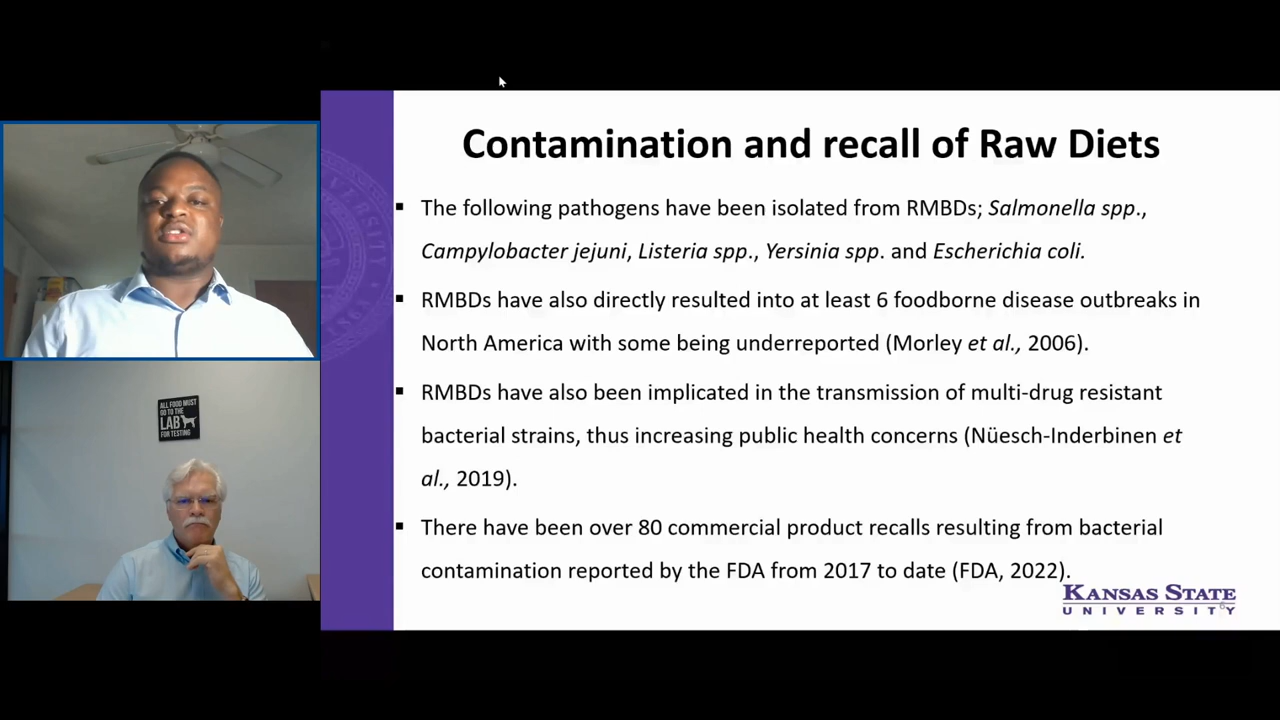 Contamination and recall of Raw Diets
▪ The following pathogens have been isolated from RMBDs; Salmonella spp.,
Campylobacter jejuni, Listeria spp., Yersinia spp. and Escherichia coli.
▪ RMBDs have also directly resulted into at least 6 foodborne disease outbreaks in
North America with some being underreported (Morley et al., 2006).
▪ RMBDs have also been implicated in the transmission of multi-drug resistant
bacterial strains, thus increasing public health concerns (Nüesch-Inderbinen et
al., 2019).
▪ There have been over 80 commercial product recalls resulting from bacterial
contamination reported by the FDA from 2017 to date (FDA, 2022).
KANSAS STATE
UNIVERSITY
6
ALL FOOD MUST
GO TO THE
LAB
FOR TESTING